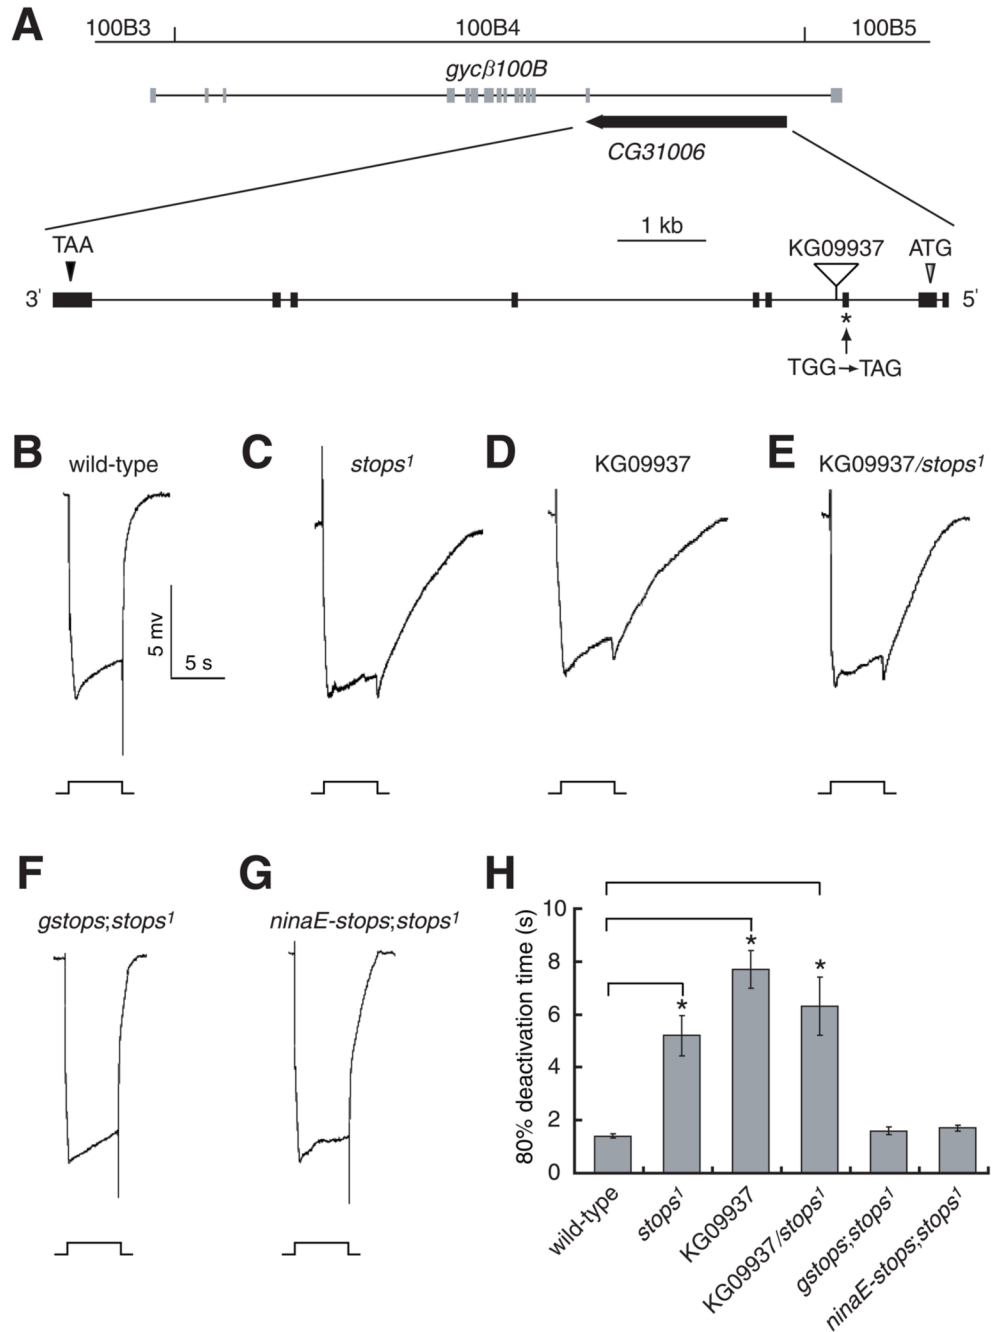 A
100B3 100B4 100B5
gycβ100B
CG31006
1 kb
TAA KG09937 ATG
3' 5'
*
TGG→TAG
B wild-type
C stops¹
D KG09937
E KG09937/stops¹
5 mv
5 s
F gstops;stops¹
G ninaE-stops;stops¹
H
80% deactivation time (s)
10
8
6
4
2
0
* * *
wild-type
stops¹
KG09937
KG09937/stops¹
gstops;stops¹
ninaE-stops;stops¹